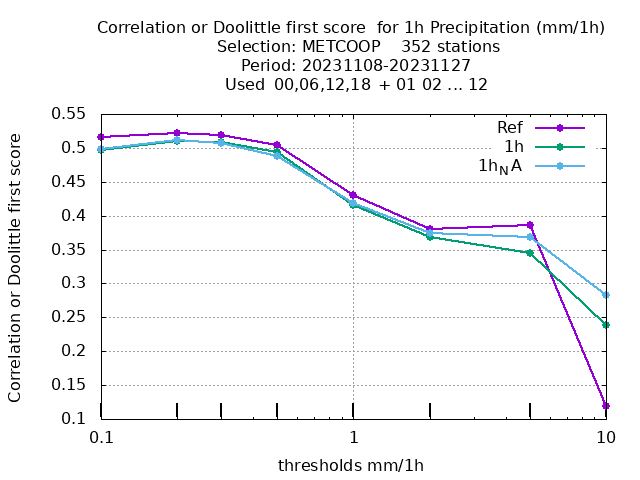 Correlation or Doolittle first score  for 1h Precipitation (mm/1h)
Selection: METCOOP    352 stations
Period: 20231108-20231127
Used  00,06,12,18  + 01 02 ... 12
Correlation or Doolittle first score
0.55
0.5
0.45
0.4
0.35
0.3
0.25
0.2
0.15
0.1
Ref
1h
1h_NA
0.1
1
10
thresholds mm/1h